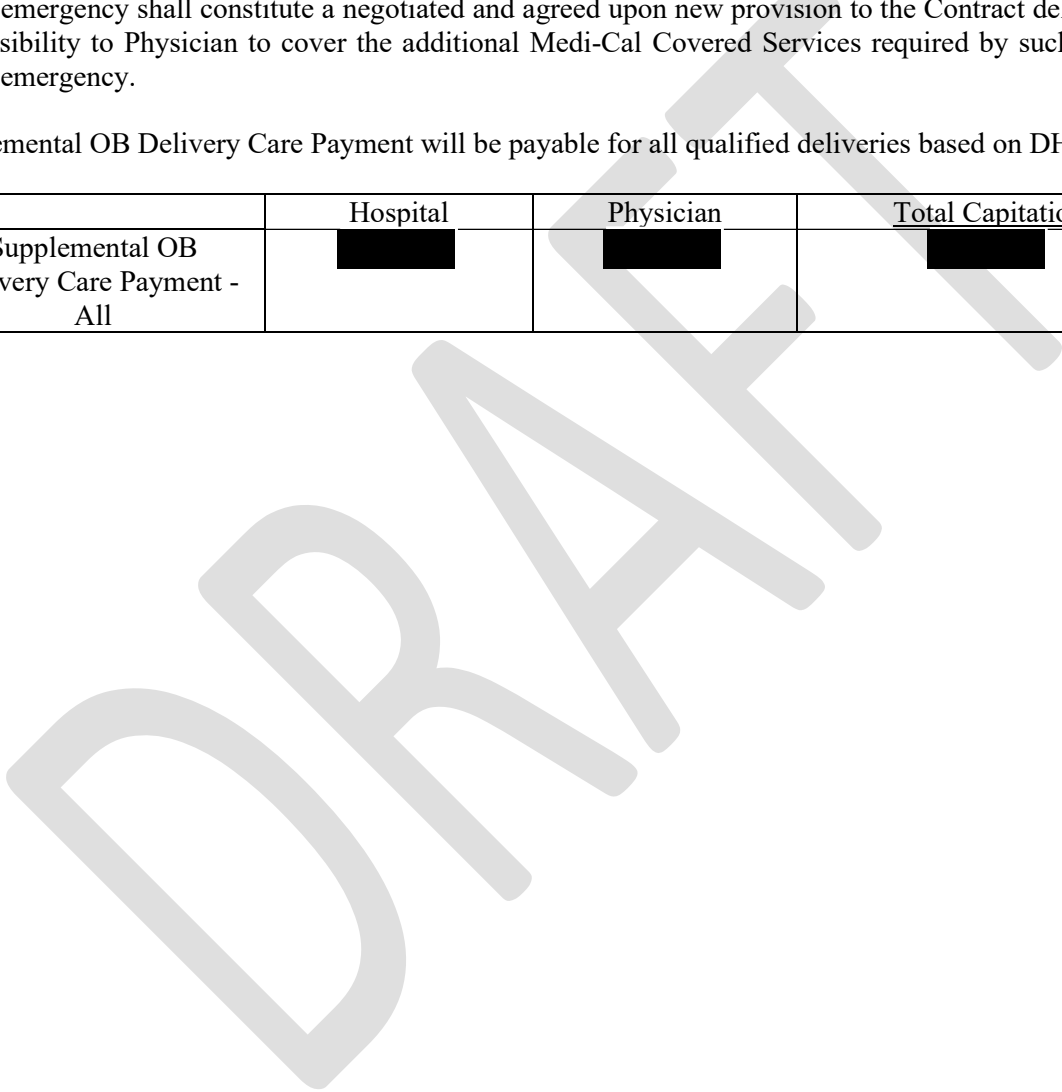 emergency shall constitute a negotiated and agreed upon new provision to the Contract de
sibility to Physician to cover the additional Medi-Cal Covered Services required by such
emergency.
emental OB Delivery Care Payment will be payable for all qualified deliveries based on DH
Hospital Physician Total Capitatio
Supplemental OB
very Care Payment -
All
DRAFT